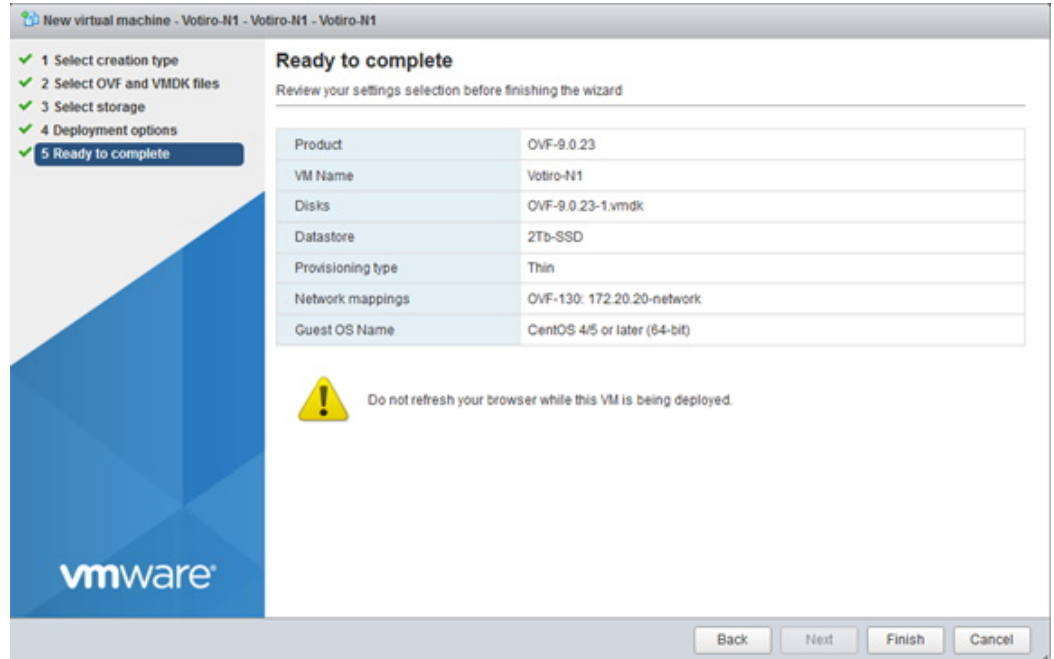 New virtual machine - Votiro-N1 - Votiro-N1 - Votiro-N1
1 Select creation type
2 Select OVF and VMDK files
3 Select storage
4 Deployment options
5 Ready to complete
Ready to complete
Review your settings selection before finishing the wizard
Product OVF-9.0.23
VM Name Votiro-N1
Disks OVF-9.0.23-1.vmdk
Datastore 2Tb-SSD
Provisioning type Thin
Network mappings OVF-130: 172.20.20-network
Guest OS Name CentOS 4/5 or later (64-bit)
Do not refresh your browser while this VM is being deployed.
vmware
Back Next Finish Cancel